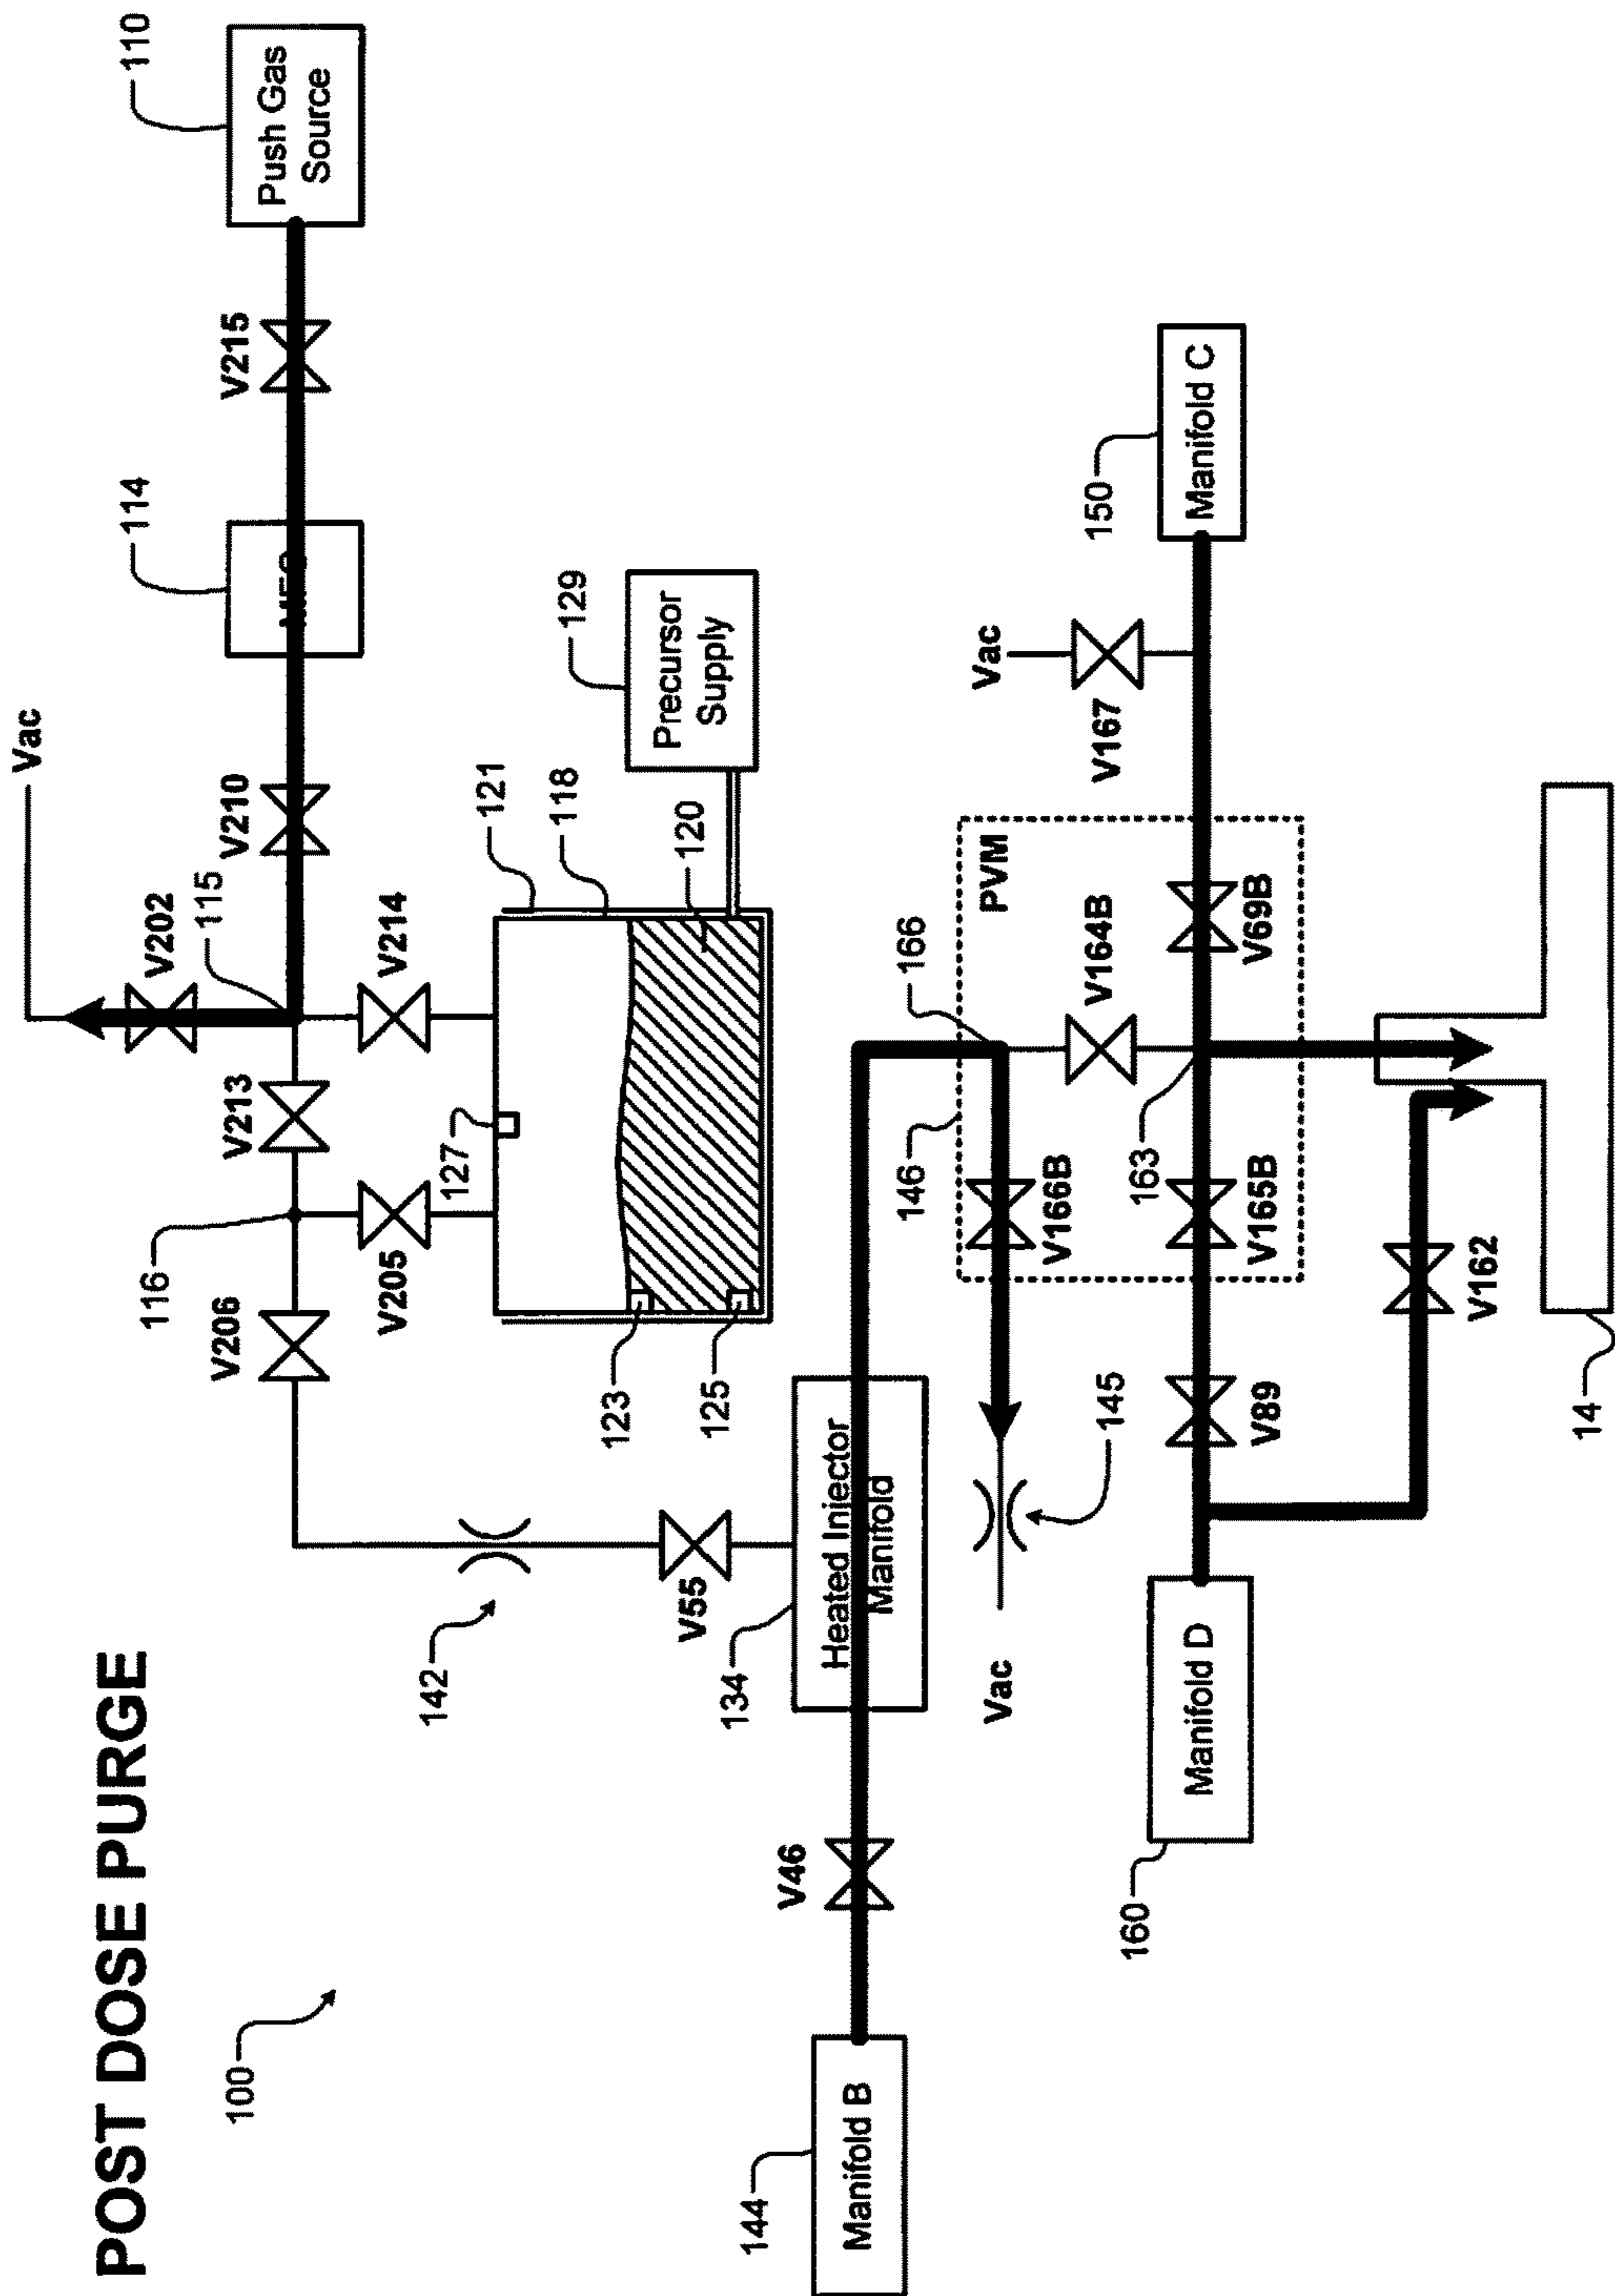 POST DOSE PURGE
100
Vac
110
Push Gas
Source
V215
114
V210
V202
115
V214
V213
116
V206
V205
127
121
118
120
129
Precursor
Supply
123
125
142
V55
134
Heated Injector
Manifold
V46
144
Manifold B
146
166
PVM
V164B
V166B
163
V165B
V69B
Vac
V167
150
Manifold C
145
Vac
V89
V162
160
Manifold D
14